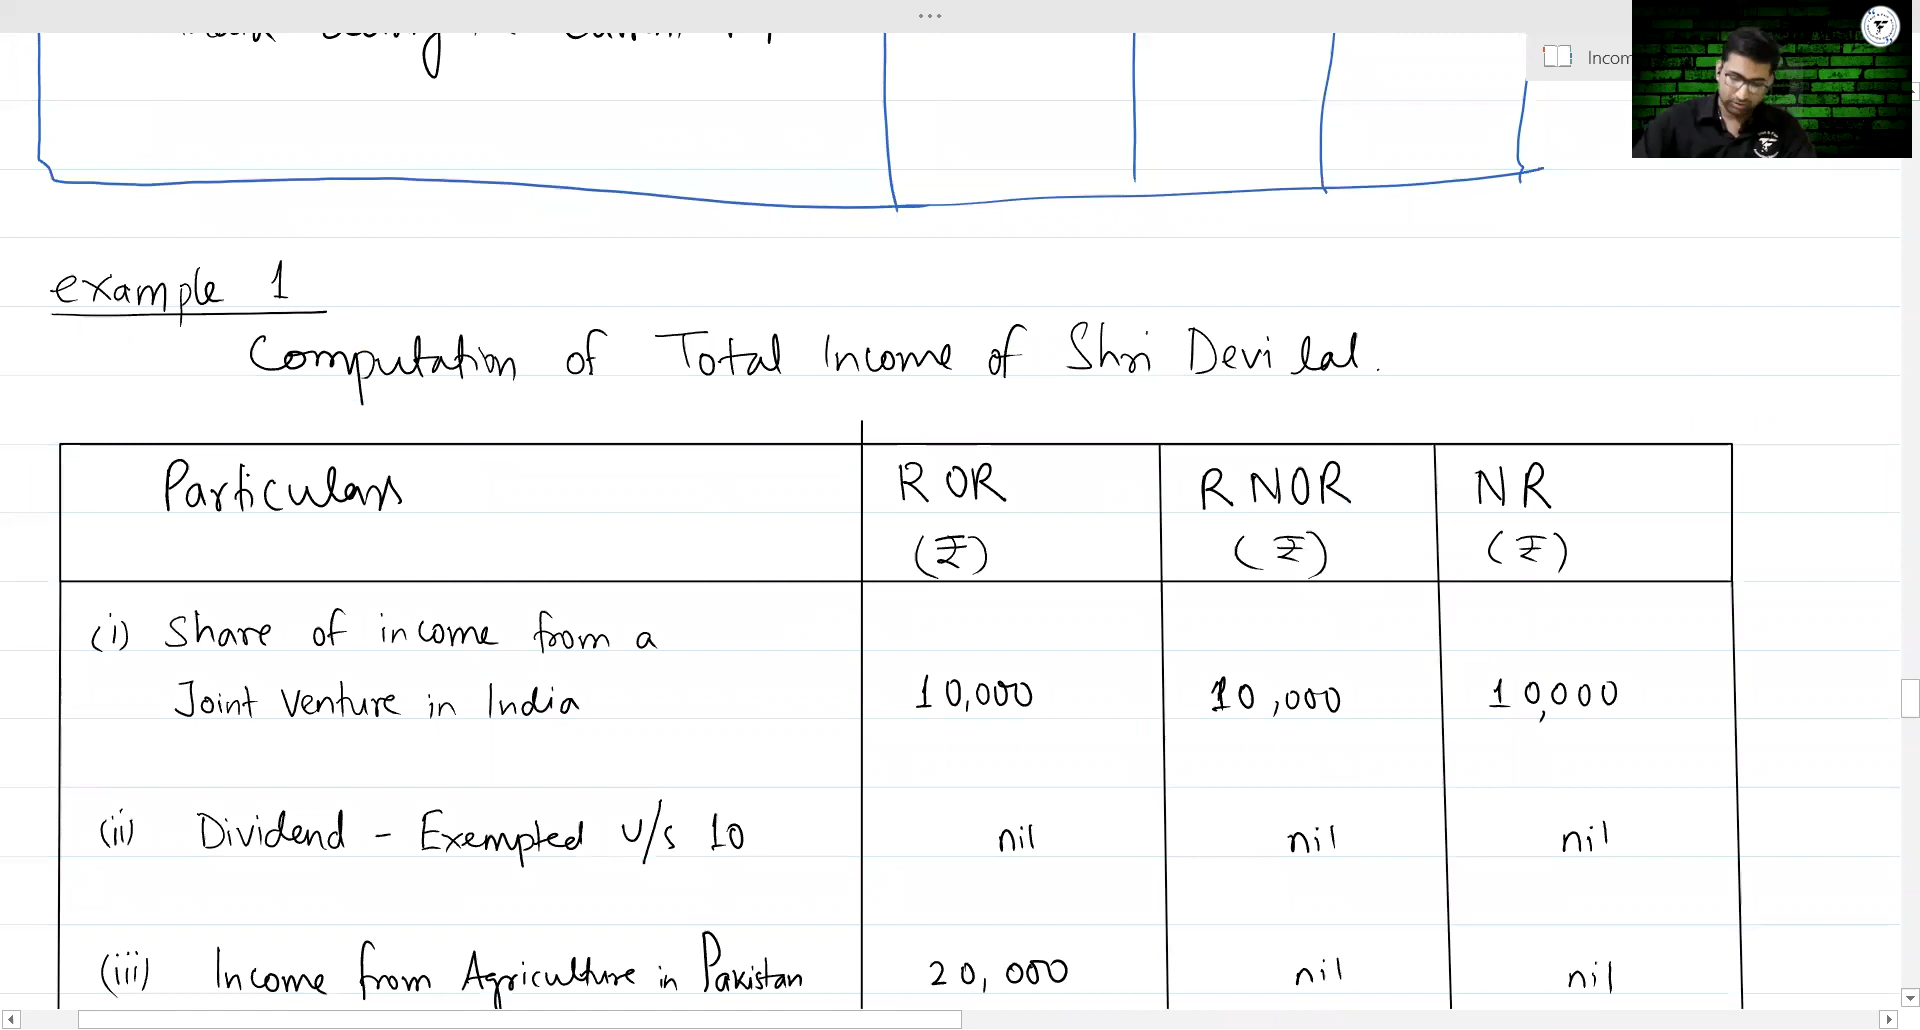 Incom
example 1
Computation of Total Income of Shri Devi lal.
Particulars ROR (₹) RNOR (₹) NR (₹)
(i) Share of income from a
Joint Venture in India 10,000 10,000 10,000
(ii) Dividend - Exempted u/s 10 nil nil nil
(iii) Income from Agriculture in Pakistan 20,000 nil nil